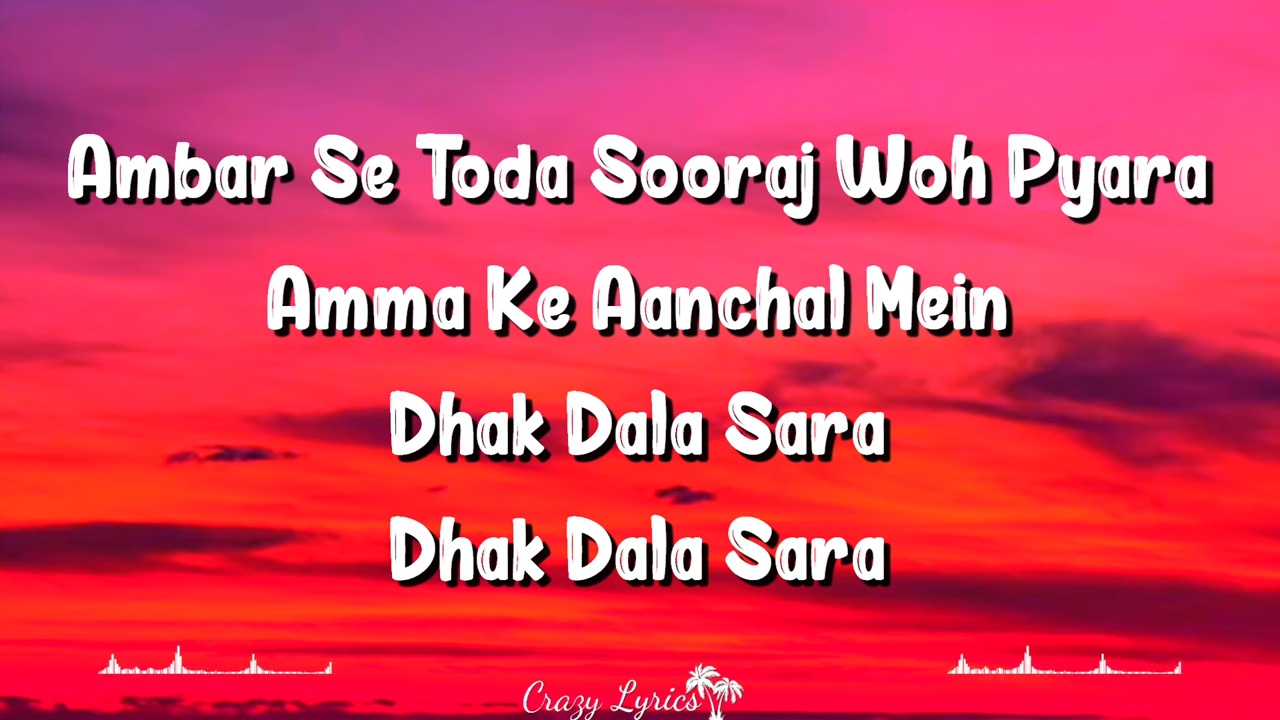 Ambar Se Toda Sooraj Woh Pyara
Amma Ke Aanchal Mein
Dhak Dala Sara
Dhak Dala Sara
Crazy Lyrics